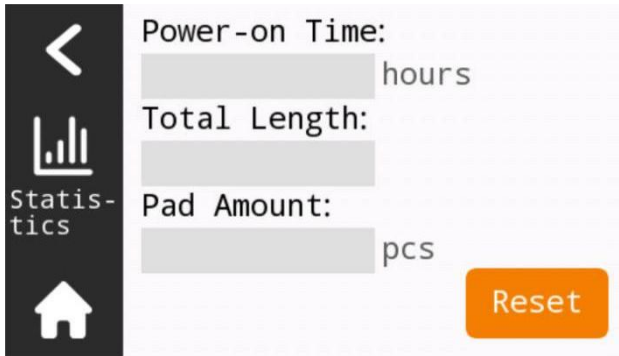 Power-on Time:
hours
Total Length:
Statis-
tics
Pad Amount:
pcs
Reset